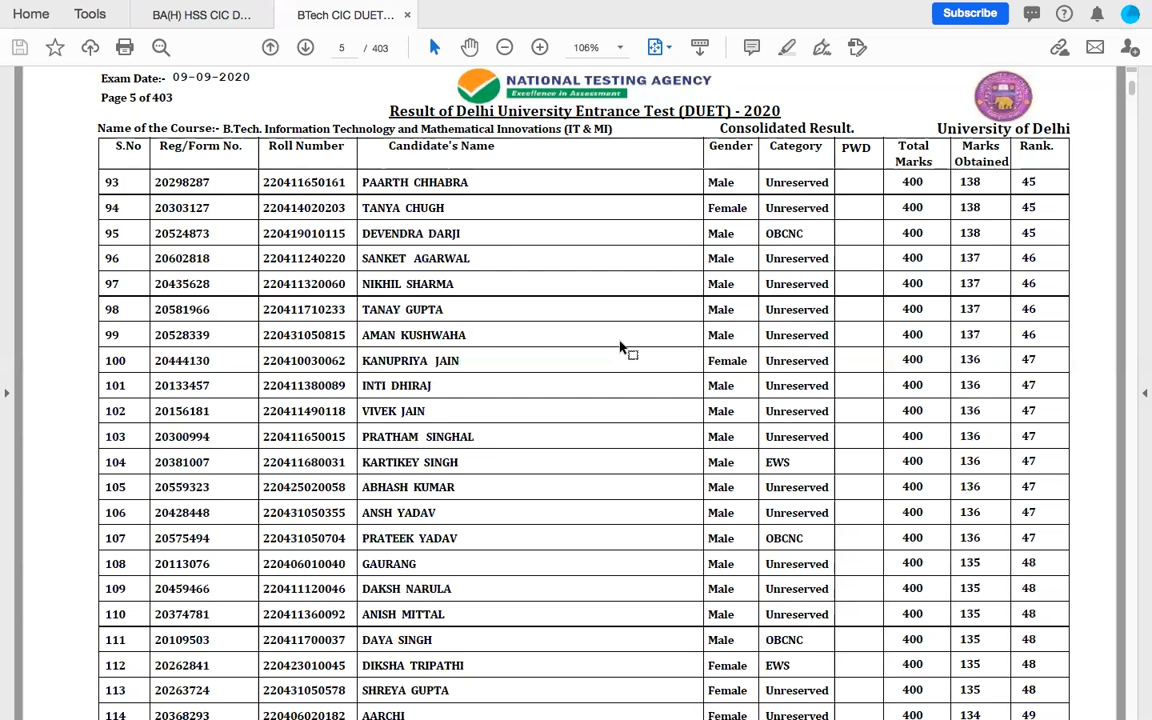 Home Tools BA(H) HSS CIC D... BTech CIC DUET... × Subscribe
5 / 403 106%
Exam Date:- 09-09-2020
NATIONAL TESTING AGENCY
Excellence in Assessment
Page 5 of 403
Result of Delhi University Entrance Test (DUET) - 2020
Name of the Course:- B.Tech. Information Technology and Mathematical Innovations (IT & MI) Consolidated Result. University of Delhi
S.No Reg/Form No. Roll Number Candidate's Name Gender Category PWD Total Marks Marks Obtained Rank.
93 20298287 220411650161 PAARTH CHHABRA Male Unreserved 400 138 45
94 20303127 220414020203 TANYA CHUGH Female Unreserved 400 138 45
95 20524873 220419010115 DEVENDRA DARJI Male OBCNC 400 138 45
96 20602818 220411240220 SANKET AGARWAL Male Unreserved 400 137 46
97 20435628 220411320060 NIKHIL SHARMA Male Unreserved 400 137 46
98 20581966 220411710233 TANAY GUPTA Male Unreserved 400 137 46
99 20528339 220431050815 AMAN KUSHWAHA Male Unreserved 400 137 46
100 20444130 220410030062 KANUPRIYA JAIN Female Unreserved 400 136 47
101 20133457 220411380089 INTI DHIRAJ Male Unreserved 400 136 47
102 20156181 220411490118 VIVEK JAIN Male Unreserved 400 136 47
103 20300994 220411650015 PRATHAM SINGHAL Male Unreserved 400 136 47
104 20381007 220411680031 KARTIKEY SINGH Male EWS 400 136 47
105 20559323 220425020058 ABHASH KUMAR Male Unreserved 400 136 47
106 20428448 220431050355 ANSH YADAV Male Unreserved 400 136 47
107 20575494 220431050704 PRATEEK YADAV Male OBCNC 400 136 47
108 20113076 220406010040 GAURANG Male Unreserved 400 135 48
109 20459466 220411120046 DAKSH NARULA Male Unreserved 400 135 48
110 20374781 220411360092 ANISH MITTAL Male Unreserved 400 135 48
111 20109503 220411700037 DAYA SINGH Male OBCNC 400 135 48
112 20262841 220423010045 DIKSHA TRIPATHI Female EWS 400 135 48
113 20263724 220431050578 SHREYA GUPTA Female Unreserved 400 135 48
114 20368293 220406020182 AARCHI Female Unreserved 400 134 49